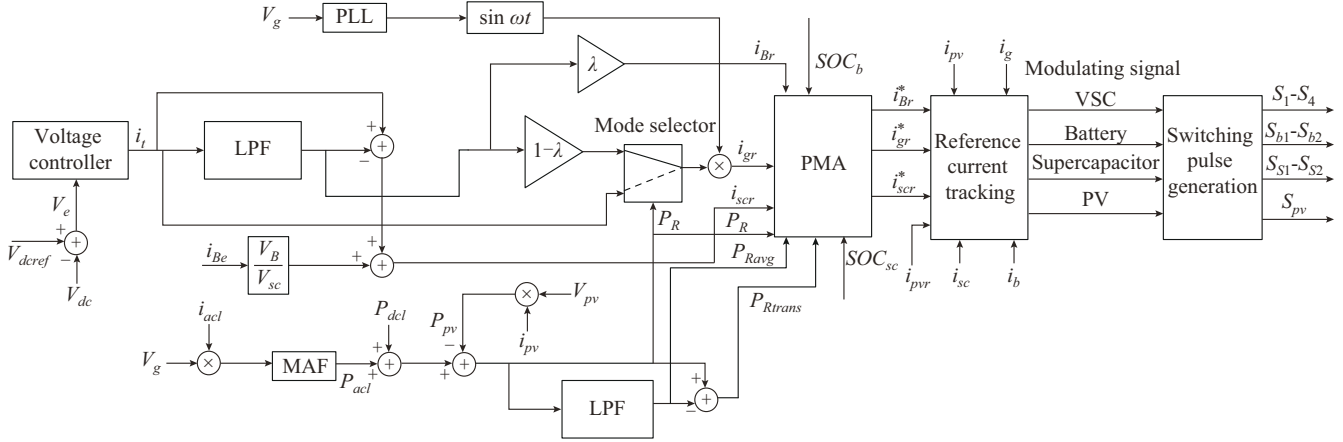 V_g
PLL
sin ωt
λ
i_Br
SOC_b
i_pv
i_g
Modulating signal
Voltage controller
i_t
LPF
+
−
1−λ
Mode selector
×
i_gr
PMA
i*_Br
i*_gr
i*_scr
Reference current tracking
VSC
Battery
Supercapacitor
PV
Switching pulse generation
S_1-S_4
S_b1-S_b2
S_S1-S_S2
S_pv
V_e
V_dcref
+
+
−
V_dc
i_Be
V_B
V_sc
+
+
+
i_scr
P_R
P_R
P_Ravg
SOC_sc
P_Rtrans
i_pvr
i_sc
i_b
i_acl
V_g
×
MAF
P_acl
P_dcl
+
+
+
P_pv
−
+
+
×
V_pv
i_pv
LPF
+
−
+